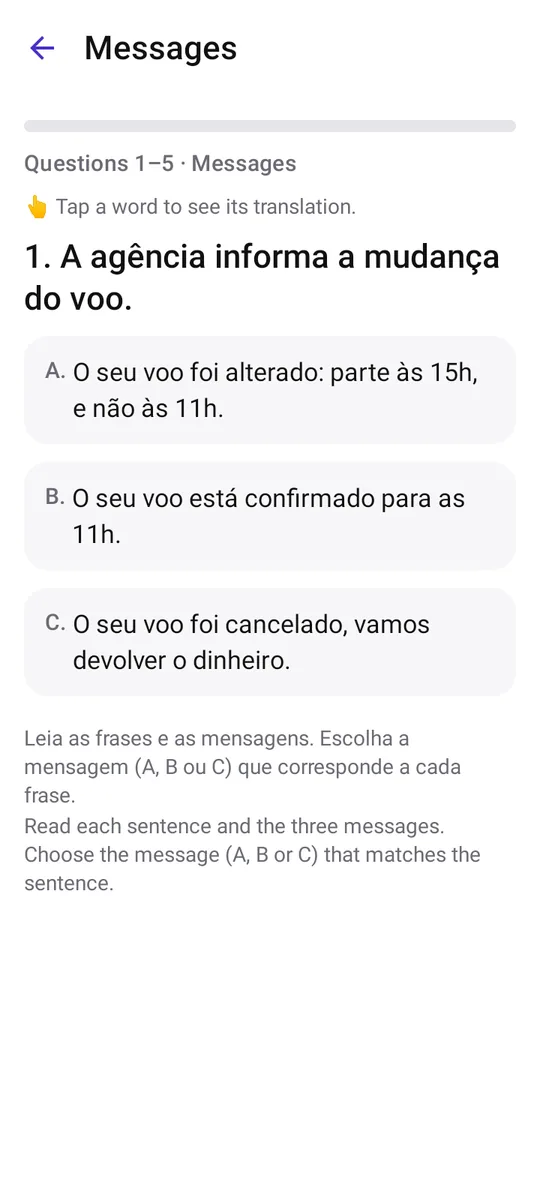 Messages
Questions 1–5 · Messages
👆 Tap a word to see its translation.
1. A agência informa a mudança
do voo.
A. O seu voo foi alterado: parte às 15h,
e não às 11h.
B. O seu voo está confirmado para as
11h.
C. O seu voo foi cancelado, vamos
devolver o dinheiro.
Leia as frases e as mensagens. Escolha a
mensagem (A, B ou C) que corresponde a cada
frase.
Read each sentence and the three messages.
Choose the message (A, B or C) that matches the
sentence.